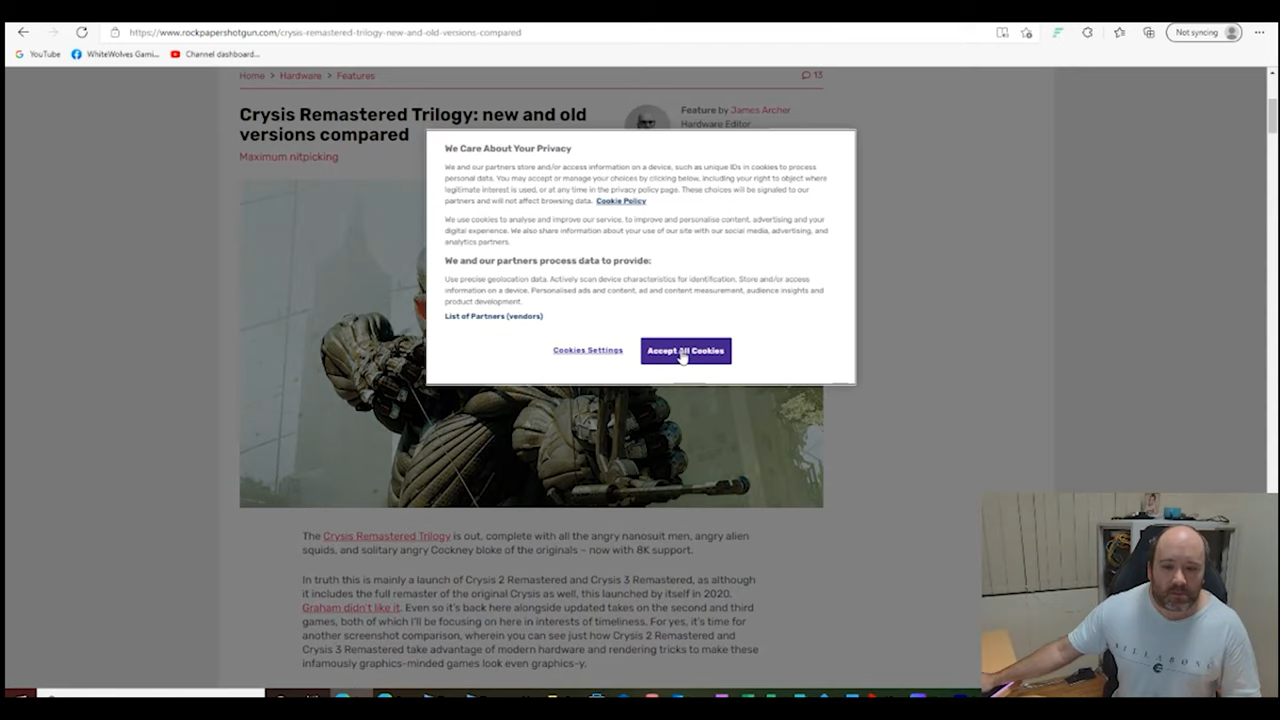 https://www.rockpapershotgun.com/crysis-remastered-trilogy-new-and-old-versions-compared
Not syncing
YouTube
WhiteWolves Gami...
Channel dashboard...
Home > Hardware > Features
13
Crysis Remastered Trilogy: new and old
versions compared
Maximum nitpicking
Feature by James Archer
Hardware Editor
We Care About Your Privacy
We and our partners store and/or access information on a device, such as unique IDs in cookies to process
personal data. You may accept or manage your choices by clicking below, including your right to object where
legitimate interest is used, or at any time in the privacy policy page. These choices will be signaled to our
partners and will not affect browsing data. Cookie Policy
We use cookies to analyse and improve our service, to improve and personalise content, advertising and your
digital experience. We also share information about your use of our site with our social media, advertising, and
analytics partners.
We and our partners process data to provide:
Use precise geolocation data. Actively scan device characteristics for identification. Store and/or access
information on a device. Personalised ads and content, ad and content measurement, audience insights and
product development.
List of Partners (vendors)
Cookies Settings
Accept All Cookies
The Crysis Remastered Trilogy is out, complete with all the angry nanosuit men, angry alien
squids, and solitary angry Cockney bloke of the originals – now with 8K support.
In truth this is mainly a launch of Crysis 2 Remastered and Crysis 3 Remastered, as although
it includes the full remaster of the original Crysis as well, this launched by itself in 2020.
Graham didn't like it. Even so it's back here alongside updated takes on the second and third
games, both of which I'll be focusing on here in interests of timeliness. For yes, it's time for
another screenshot comparison, wherein you can see just how Crysis 2 Remastered and
Crysis 3 Remastered take advantage of modern hardware and rendering tricks to make these
infamously graphics-minded games look even graphics-y.
BILLABONG